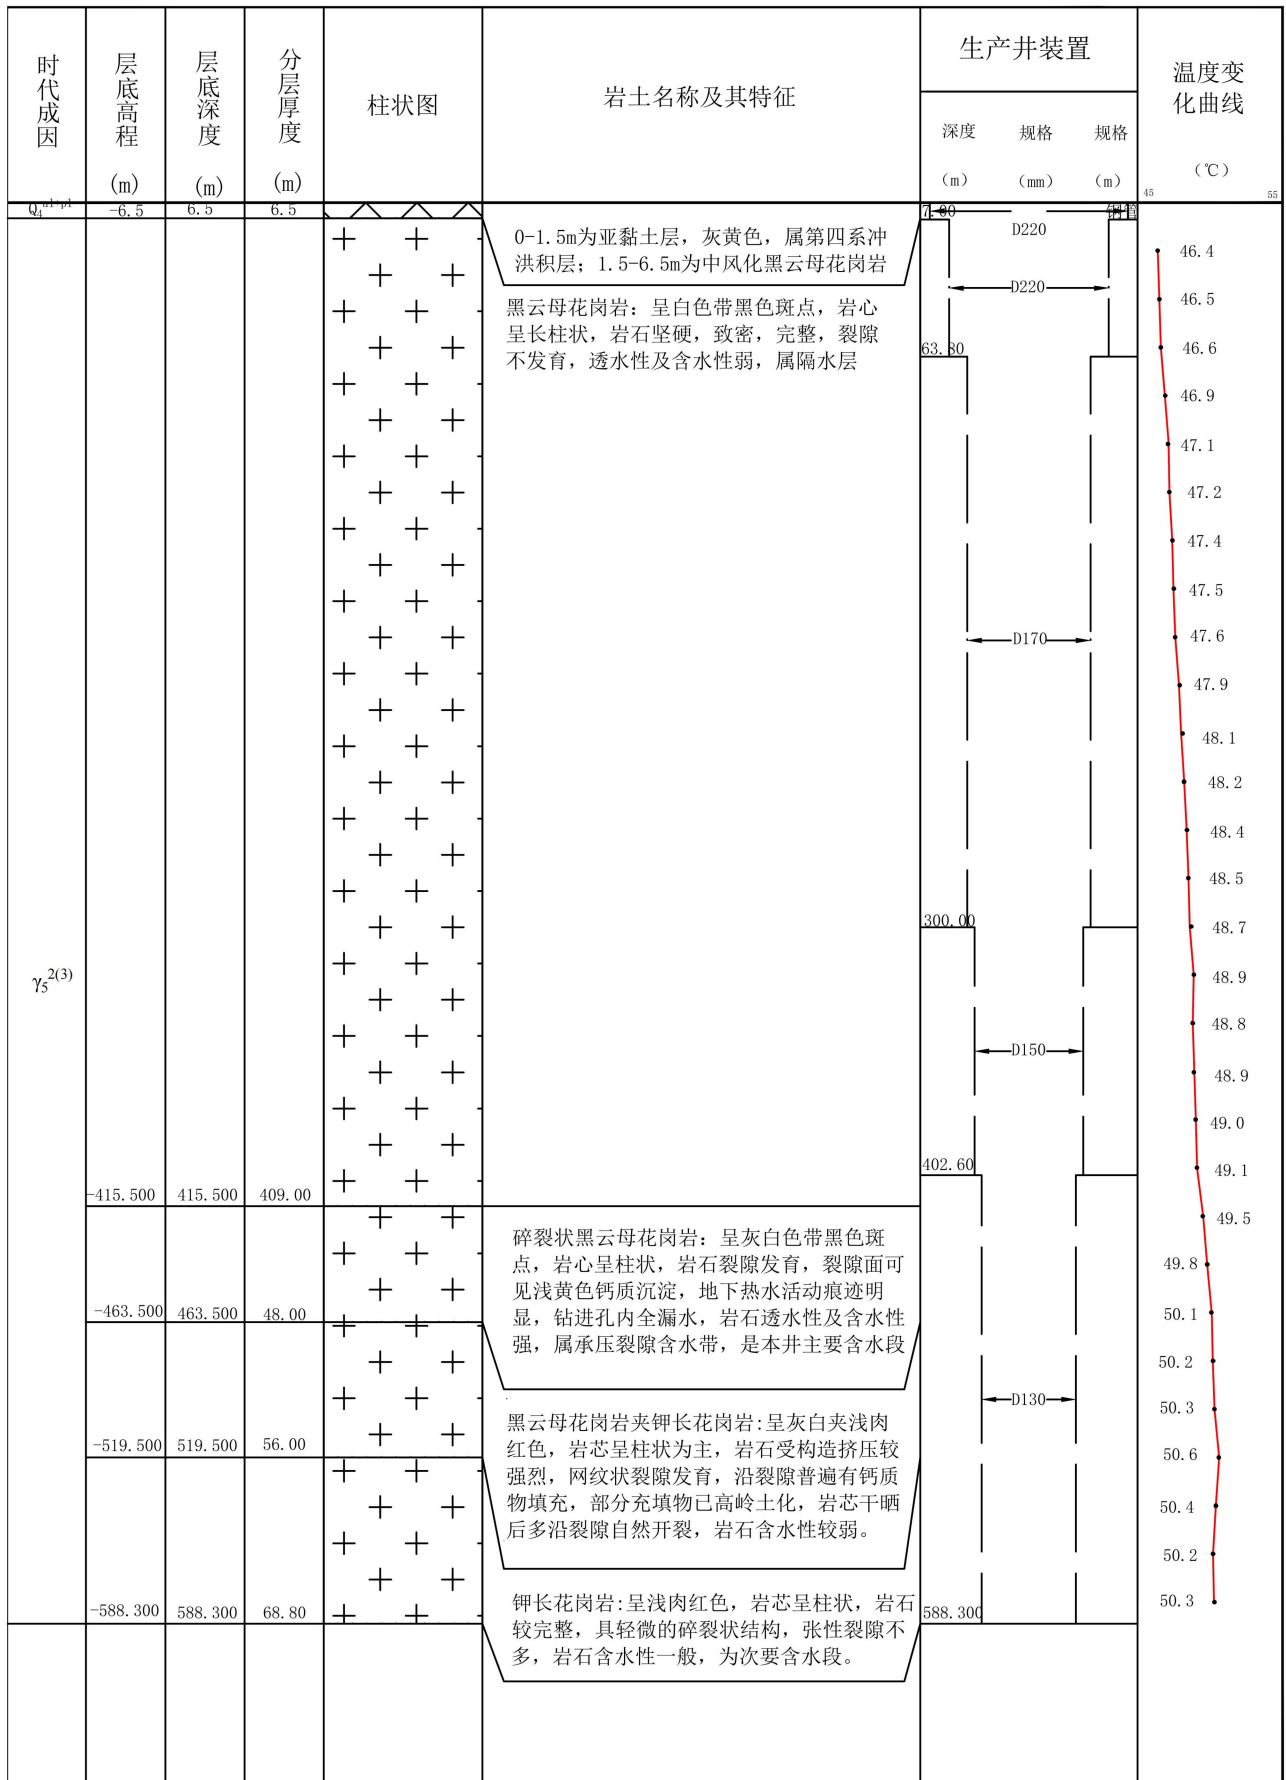 时代成因
层底高程
(m)
层底深度
(m)
分层厚度
(m)
柱状图
岩土名称及其特征
生产井装置
深度
(m)
规格
(mm)
规格
(m)
温度变
化曲线
(℃)
45
55
Q₄ᵃˡ⁺ᵖˡ
-6.5
6.5
6.5
7.00
钢管
D220
0-1.5m为亚黏土层，灰黄色，属第四系冲
洪积层；1.5-6.5m为中风化黑云母花岗岩
D220
黑云母花岗岩：呈白色带黑色斑点，岩心
呈长柱状，岩石坚硬，致密，完整，裂隙
不发育，透水性及含水性弱，属隔水层
63.80
D170
300.00
γ₅²⁽³⁾
D150
402.60
-415.500
415.500
409.00
碎裂状黑云母花岗岩：呈灰白色带黑色斑
点，岩心呈柱状，岩石裂隙发育，裂隙面可
见浅黄色钙质沉淀，地下热水活动痕迹明
显，钻进孔内全漏水，岩石透水性及含水性
强，属承压裂隙含水带，是本井主要含水段
-463.500
463.500
48.00
D130
黑云母花岗岩夹钾长花岗岩:呈灰白夹浅肉
红色，岩芯呈柱状为主，岩石受构造挤压较
强烈，网纹状裂隙发育，沿裂隙普遍有钙质
物填充，部分充填物已高岭土化，岩芯干晒
后多沿裂隙自然开裂，岩石含水性较弱。
-519.500
519.500
56.00
钾长花岗岩:呈浅肉红色，岩芯呈柱状，岩石
较完整，具轻微的碎裂状结构，张性裂隙不
多，岩石含水性一般，为次要含水段。
-588.300
588.300
68.80
588.300
46.4
46.5
46.6
46.9
47.1
47.2
47.4
47.5
47.6
47.9
48.1
48.2
48.4
48.5
48.7
48.9
48.8
48.9
49.0
49.1
49.5
49.8
50.1
50.2
50.3
50.6
50.4
50.2
50.3